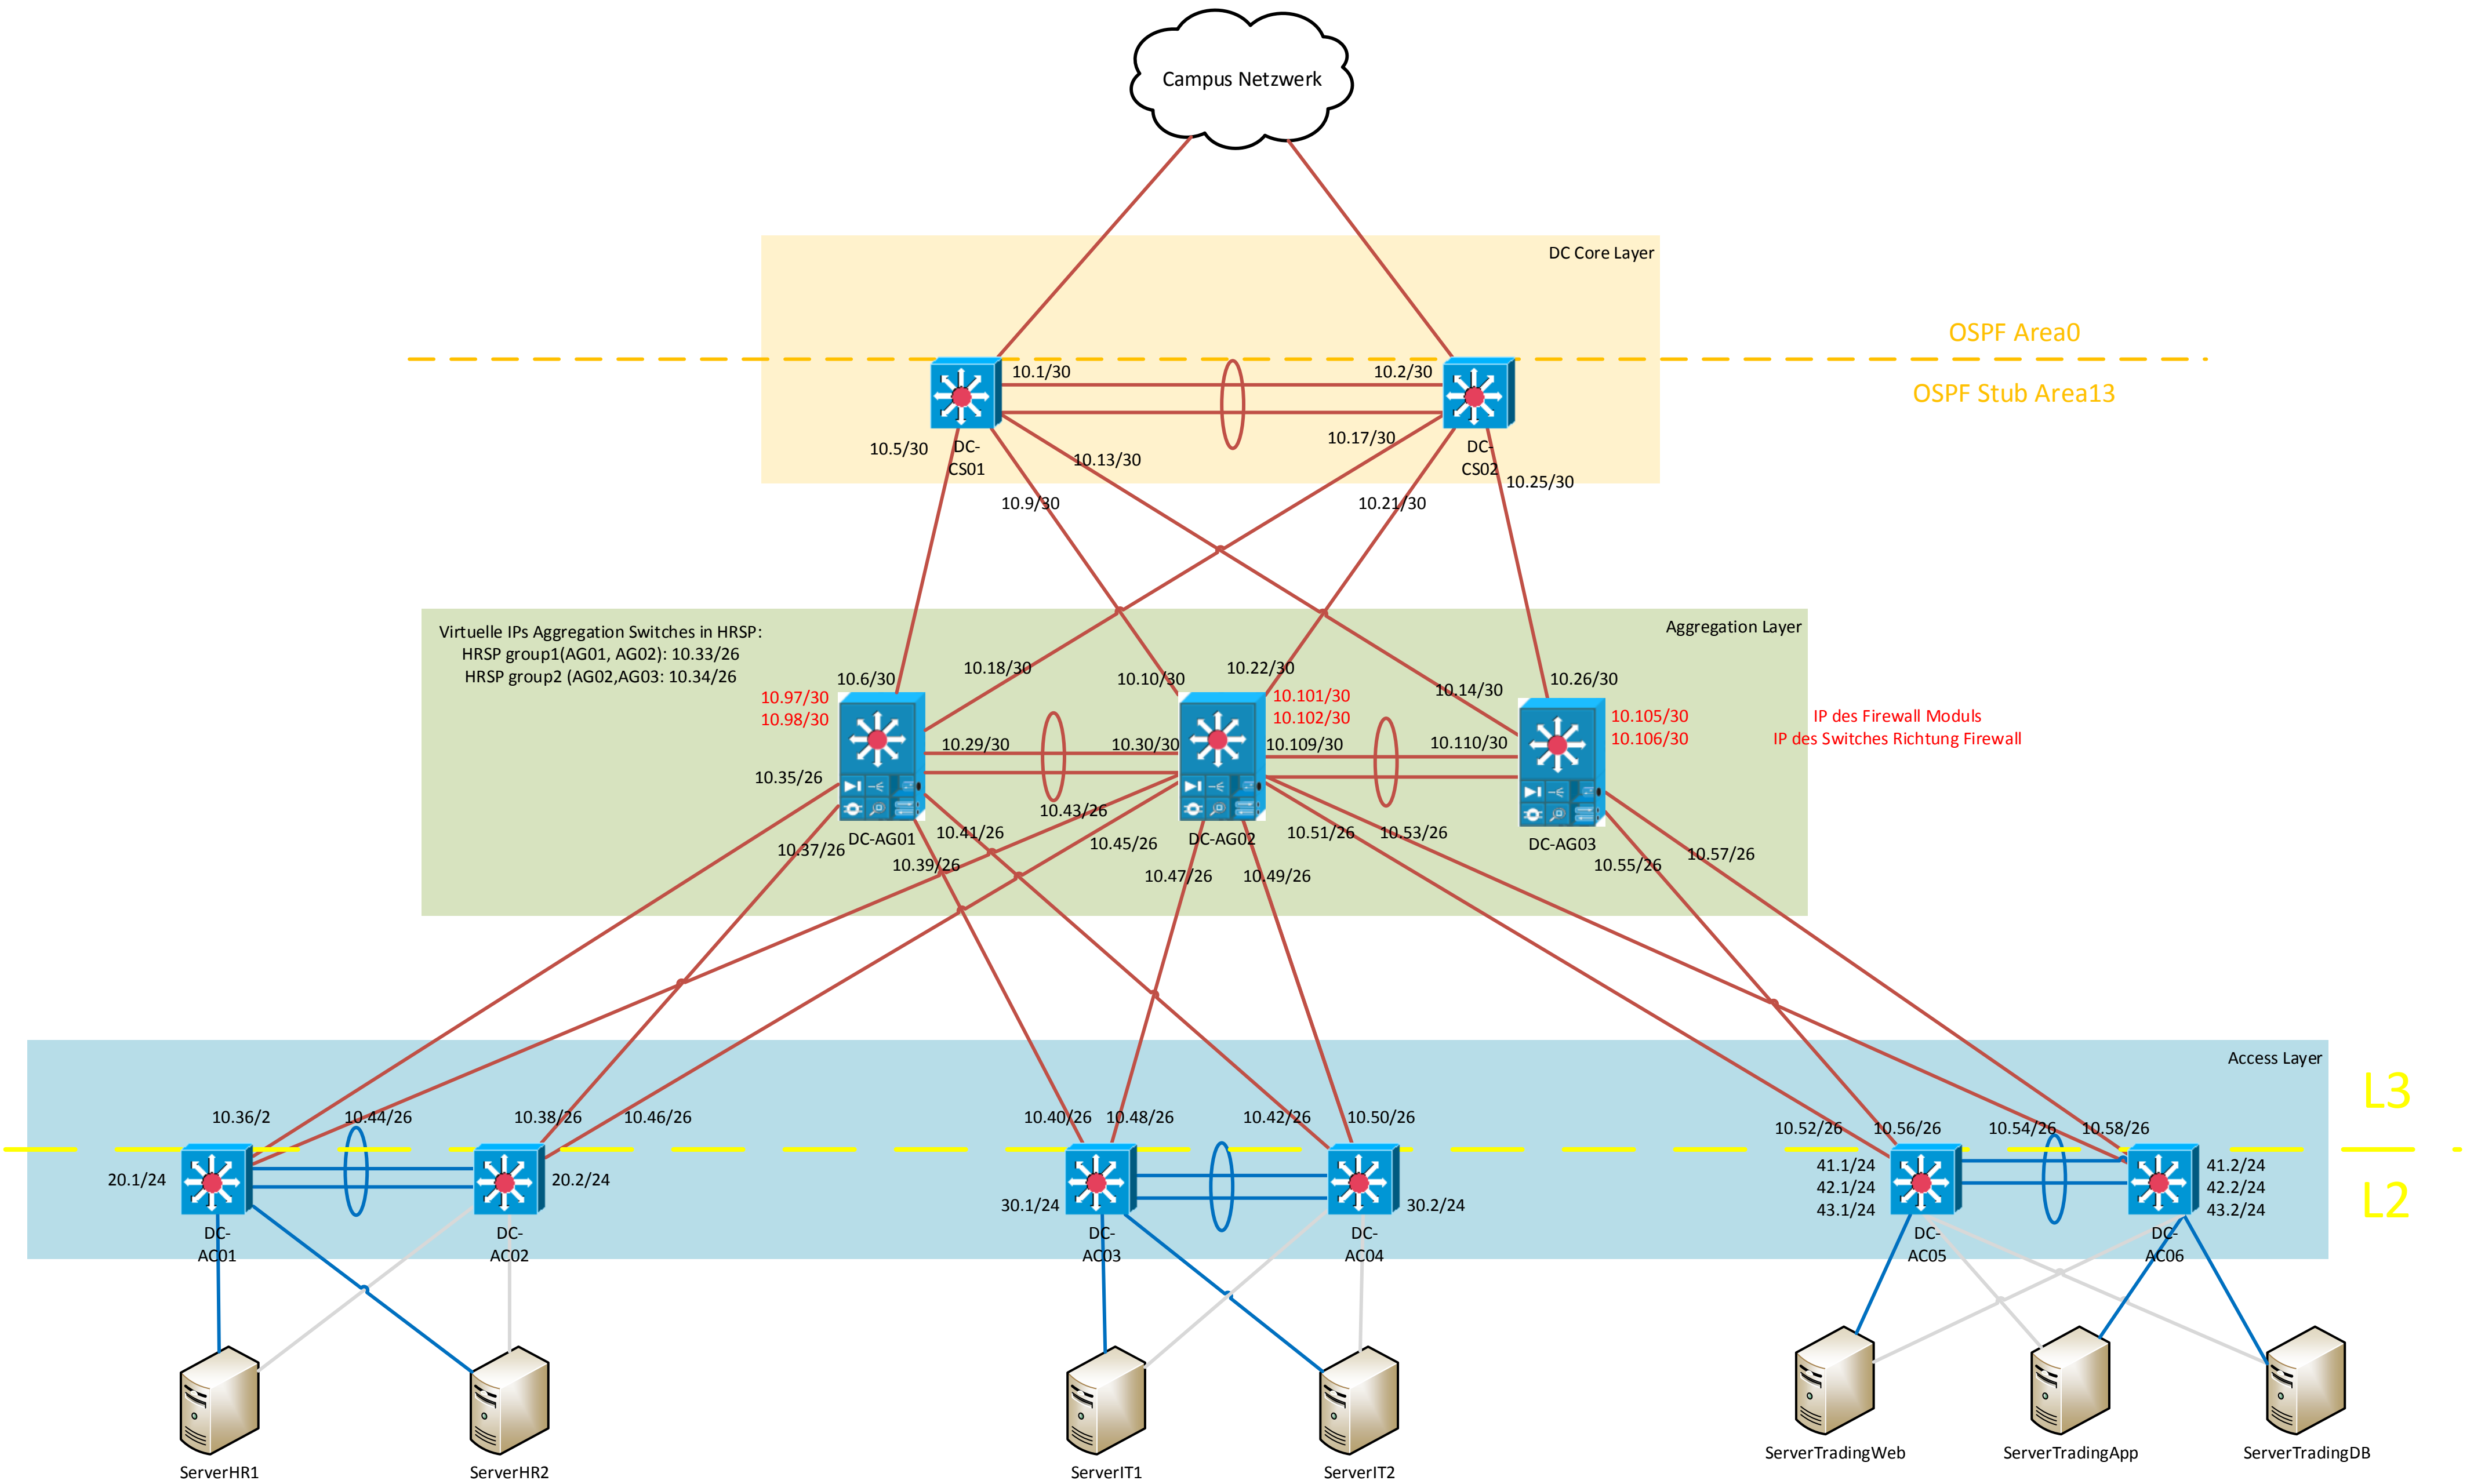 Campus Netzwerk
DC Core Layer
OSPF Area0
10.1/30
10.2/30
OSPF Stub Area13
10.5/30
DC-
CS01
10.13/30
10.17/30
DC-
CS02
10.9/30
10.21/30
10.25/30
Virtuelle IPs Aggregation Switches in HRSP:
HRSP group1(AG01, AG02): 10.33/26
HRSP group2 (AG02,AG03: 10.34/26
Aggregation Layer
10.6/30
10.18/30
10.10/30
10.22/30
10.14/30
10.26/30
10.97/30
10.98/30
10.101/30
10.102/30
10.105/30
10.106/30
IP des Firewall Moduls
IP des Switches Richtung Firewall
10.29/30
10.30/30
10.109/30
10.110/30
10.35/26
10.43/26
DC-AG01
10.41/26
DC-AG02
10.51/26
10.53/26
DC-AG03
10.37/26
10.39/26
10.45/26
10.47/26
10.49/26
10.55/26
10.57/26
Access Layer
L3
10.36/2
10.44/26
10.38/26
10.46/26
10.40/26
10.48/26
10.42/26
10.50/26
10.52/26
10.56/26
10.54/26
10.58/26
20.1/24
20.2/24
30.1/24
30.2/24
41.1/24
42.1/24
43.1/24
41.2/24
42.2/24
43.2/24
L2
DC-
AC01
DC-
AC02
DC-
AC03
DC-
AC04
DC-
AC05
DC-
AC06
ServerHR1
ServerHR2
ServerIT1
ServerIT2
ServerTradingWeb
ServerTradingApp
ServerTradingDB